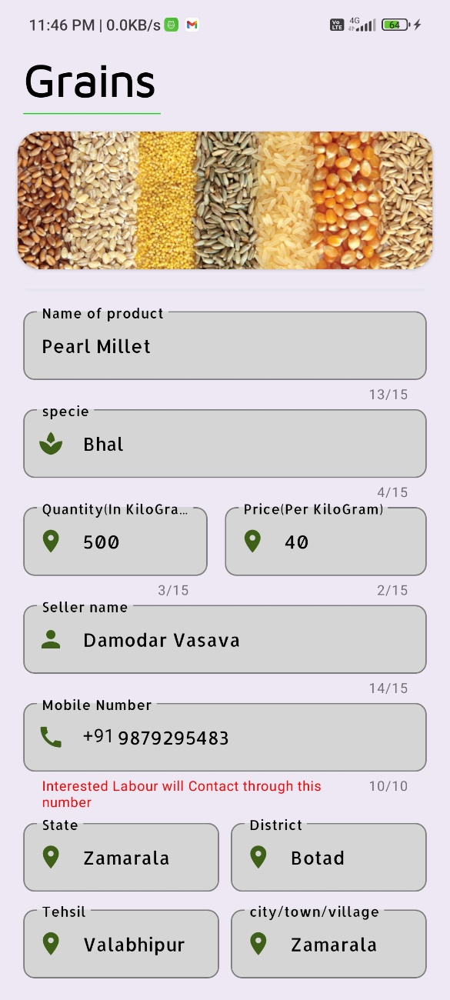 11:46 PM | 0.0KB/s
Vo LTE 4G 64
Grains
Name of product
Pearl Millet
13/15
specie
Bhal
4/15
Quantity(In KiloGra... Price(Per KiloGram)
500 40
3/15 2/15
Seller name
Damodar Vasava
14/15
Mobile Number
+91 9879295483
Interested Labour will Contact through this 10/10
number
State District
Zamarala Botad
Tehsil city/town/village
Valabhipur Zamarala